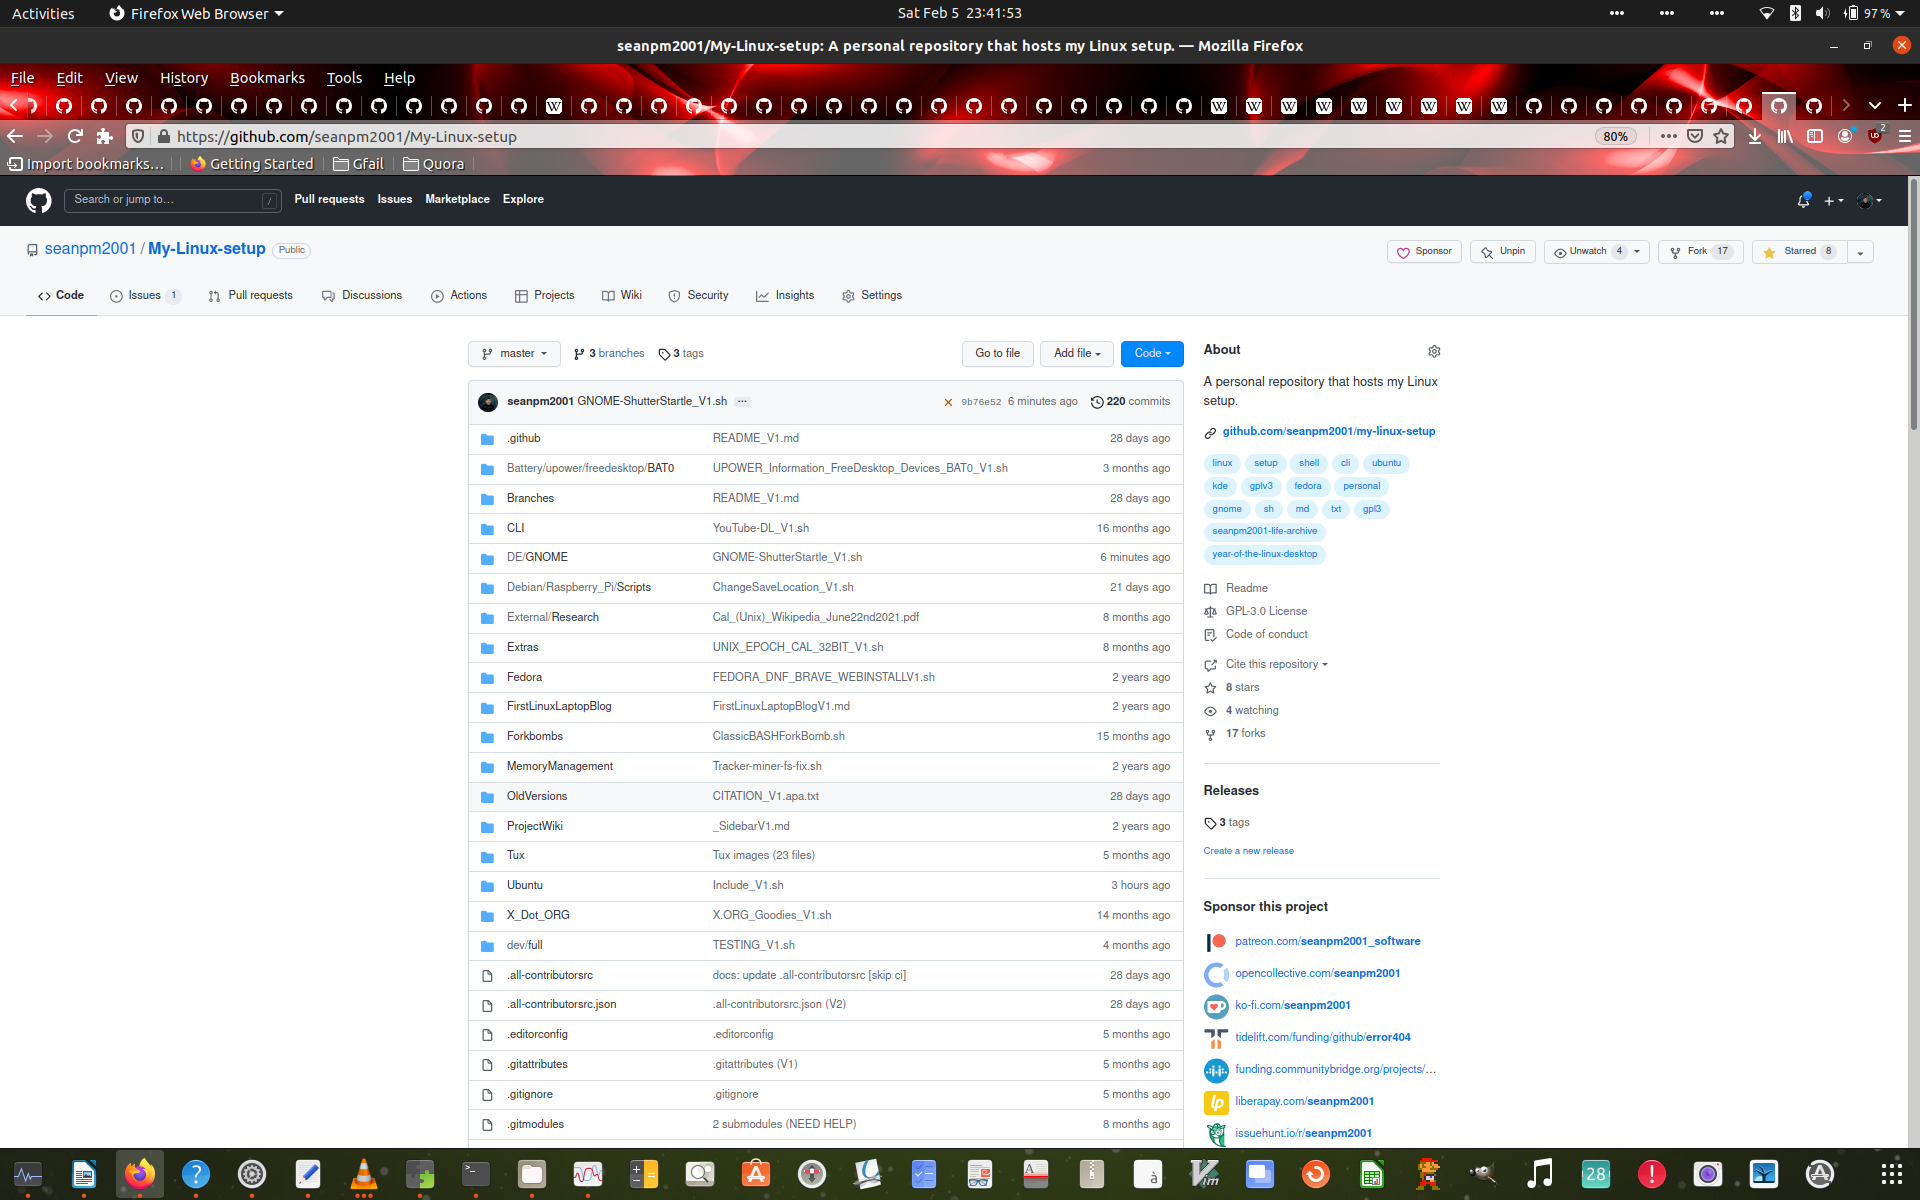 Activities Firefox Web Browser Sat Feb 5 23:41:53 97 %
seanpm2001/My-Linux-setup: A personal repository that hosts my Linux setup. — Mozilla Firefox
File Edit View History Bookmarks Tools Help
https://github.com/seanpm2001/My-Linux-setup 80% 2
Import bookmarks... Getting Started Gfail Quora
Search or jump to... / Pull requests Issues Marketplace Explore
seanpm2001 / My-Linux-setup Public Sponsor Unpin Unwatch 4 Fork 17 Starred 8
Code Issues 1 Pull requests Discussions Actions Projects Wiki Security Insights Settings
master 3 branches 3 tags Go to file Add file Code
seanpm2001 GNOME-ShutterStartle_V1.sh 9b76e52 6 minutes ago 220 commits
.github README_V1.md 28 days ago
Battery/upower/freedesktop/BAT0 UPOWER_Information_FreeDesktop_Devices_BAT0_V1.sh 3 months ago
Branches README_V1.md 28 days ago
CLI YouTube-DL_V1.sh 16 months ago
DE/GNOME GNOME-ShutterStartle_V1.sh 6 minutes ago
Debian/Raspberry_Pi/Scripts ChangeSaveLocation_V1.sh 21 days ago
External/Research Cal_(Unix)_Wikipedia_June22nd2021.pdf 8 months ago
Extras UNIX_EPOCH_CAL_32BIT_V1.sh 8 months ago
Fedora FEDORA_DNF_BRAVE_WEBINSTALLV1.sh 2 years ago
FirstLinuxLaptopBlog FirstLinuxLaptopBlogV1.md 2 years ago
Forkbombs ClassicBASHForkBomb.sh 15 months ago
MemoryManagement Tracker-miner-fs-fix.sh 2 years ago
OldVersions CITATION_V1.apa.txt 28 days ago
ProjectWiki _SidebarV1.md 2 years ago
Tux Tux images (23 files) 5 months ago
Ubuntu Include_V1.sh 3 hours ago
X_Dot_ORG X.ORG_Goodies_V1.sh 14 months ago
dev/full TESTING_V1.sh 4 months ago
.all-contributorsrc docs: update .all-contributorsrc [skip ci] 28 days ago
.all-contributorsrc.json .all-contributorsrc.json (V2) 28 days ago
.editorconfig .editorconfig 5 months ago
.gitattributes .gitattributes (V1) 5 months ago
.gitignore .gitignore 5 months ago
.gitmodules 2 submodules (NEED HELP) 8 months ago
About
A personal repository that hosts my Linux
setup.
github.com/seanpm2001/my-linux-setup
linux setup shell cli ubuntu
kde gplv3 fedora personal
gnome sh md txt gpl3
seanpm2001-life-archive
year-of-the-linux-desktop
Readme
GPL-3.0 License
Code of conduct
Cite this repository
8 stars
4 watching
17 forks
Releases
3 tags
Create a new release
Sponsor this project
patreon.com/seanpm2001_software
opencollective.com/seanpm2001
ko-fi.com/seanpm2001
tidelift.com/funding/github/error404
funding.communitybridge.org/projects/...
liberapay.com/seanpm2001
issuehunt.io/r/seanpm2001
28